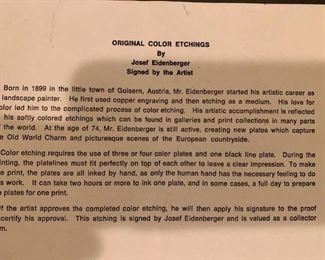 ORIGINAL COLOR ETCHINGS
By
Josef Eidenberger
Signed by the Artist
Born in 1899 in the little town of Goisern, Austria, Mr. Eidenberger started his artistic career as
landscape painter. He first used copper engraving and then etching as a medium. His love for
color led him to the complicated process of color etching. His artistic accomplishment is reflected
his softly colored etchings which can be found in galleries and print collections in many parts
of the world. At the age of 74, Mr. Eidenberger is still active, creating new plates which capture
Old World Charm and picturesque scenes of the European countryside.
Color etching requires the use of three or four color plates and one black line plate. During the
the platelines must fit perfectly on top of each other to leave a clear impression. To make
print, the plates are all inked by hand, as only the human hand has the necessary feeling to do
work. It can take two hours or more to ink one plate, and in some cases, a full day to prepare
plates for one print.
If the artist approves the completed color etching, he will then apply his signature to the proof
certify his approval. This etching is signed by Josef Eidenberger and is valued as a collector